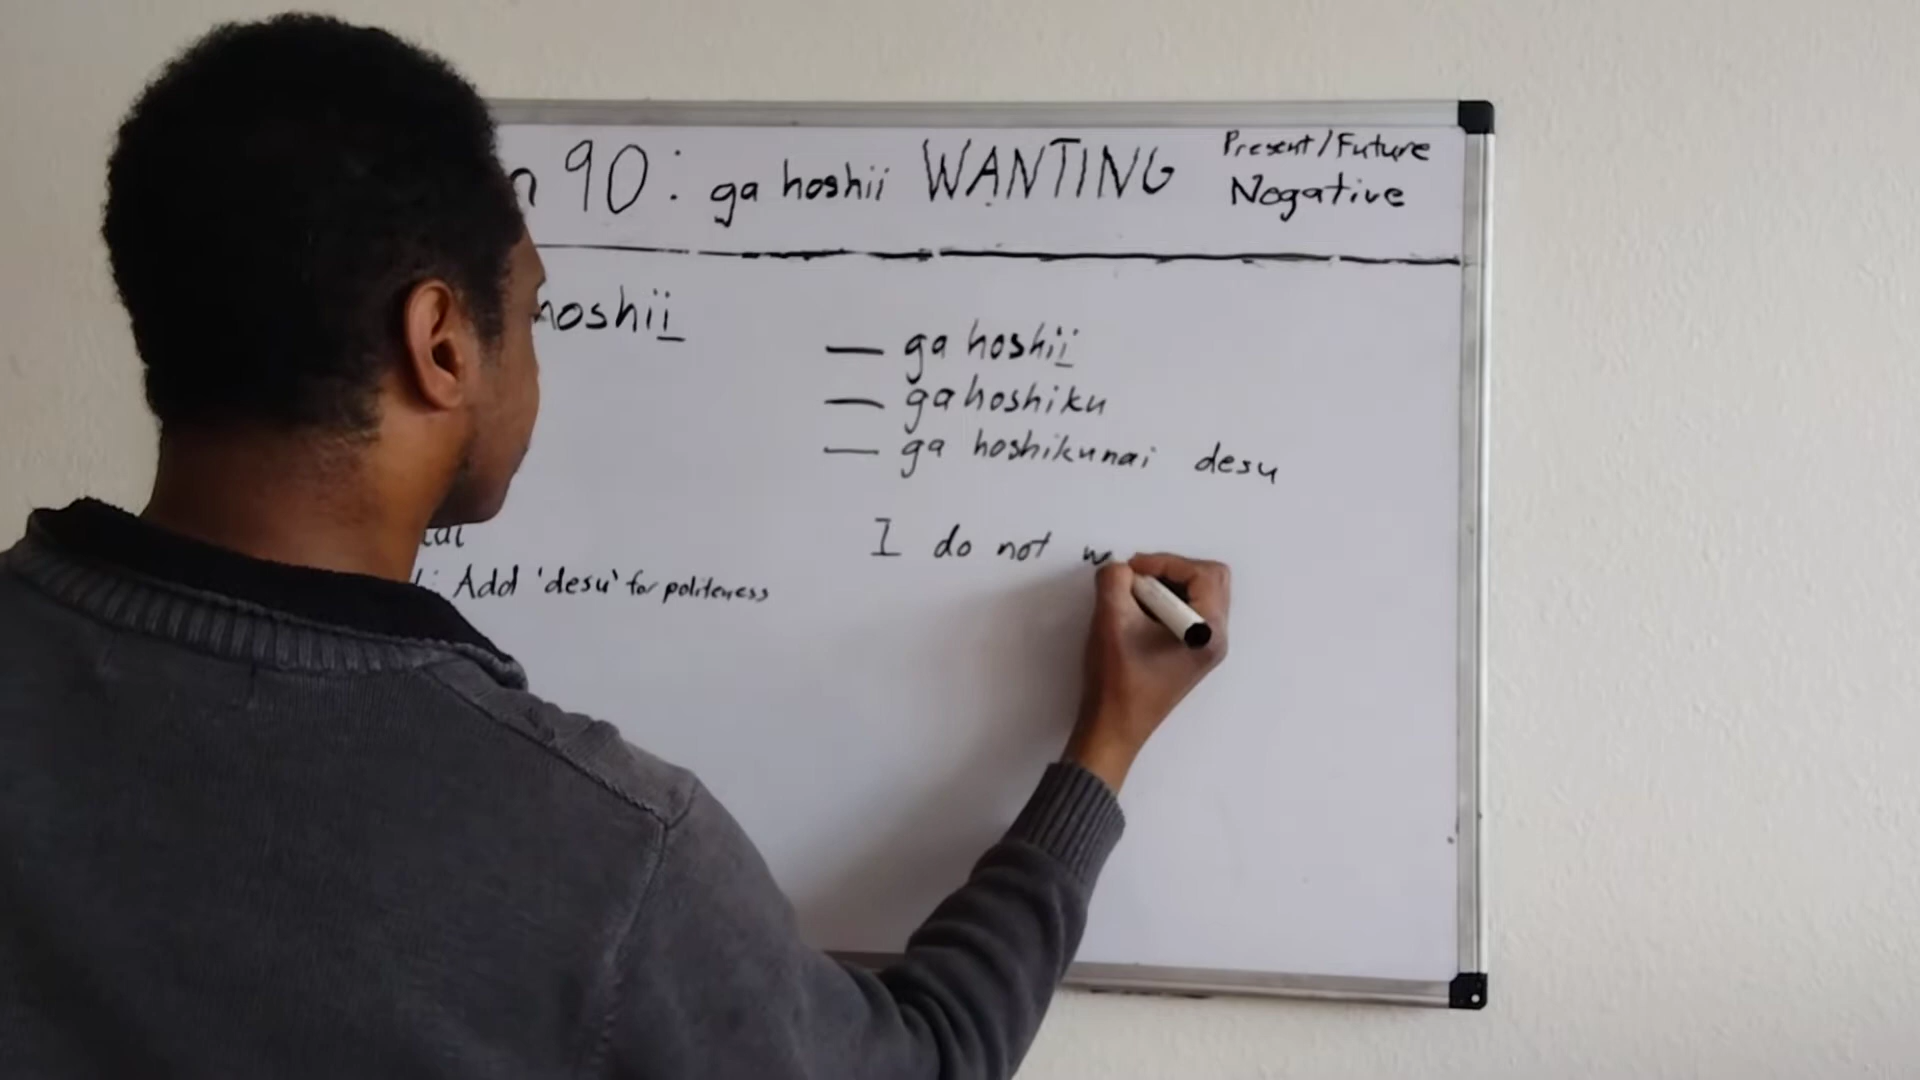 90: ga hoshii WANTING
Present/Future
Negative
hoshii
— ga hoshii
— ga hoshiku
— ga hoshikunai desu
I do not
Add 'desu' for politeness